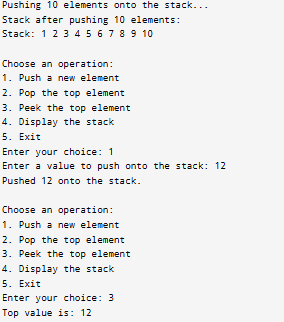 Pushing 10 elements onto the stack...
Stack after pushing 10 elements:
Stack: 1 2 3 4 5 6 7 8 9 10
Choose an operation:
1. Push a new element
2. Pop the top element
3. Peek the top element
4. Display the stack
5. Exit
Enter your choice: 1
Enter a value to push onto the stack: 12
Pushed 12 onto the stack.
Choose an operation:
1. Push a new element
2. Pop the top element
3. Peek the top element
4. Display the stack
5. Exit
Enter your choice: 3
Top value is: 12